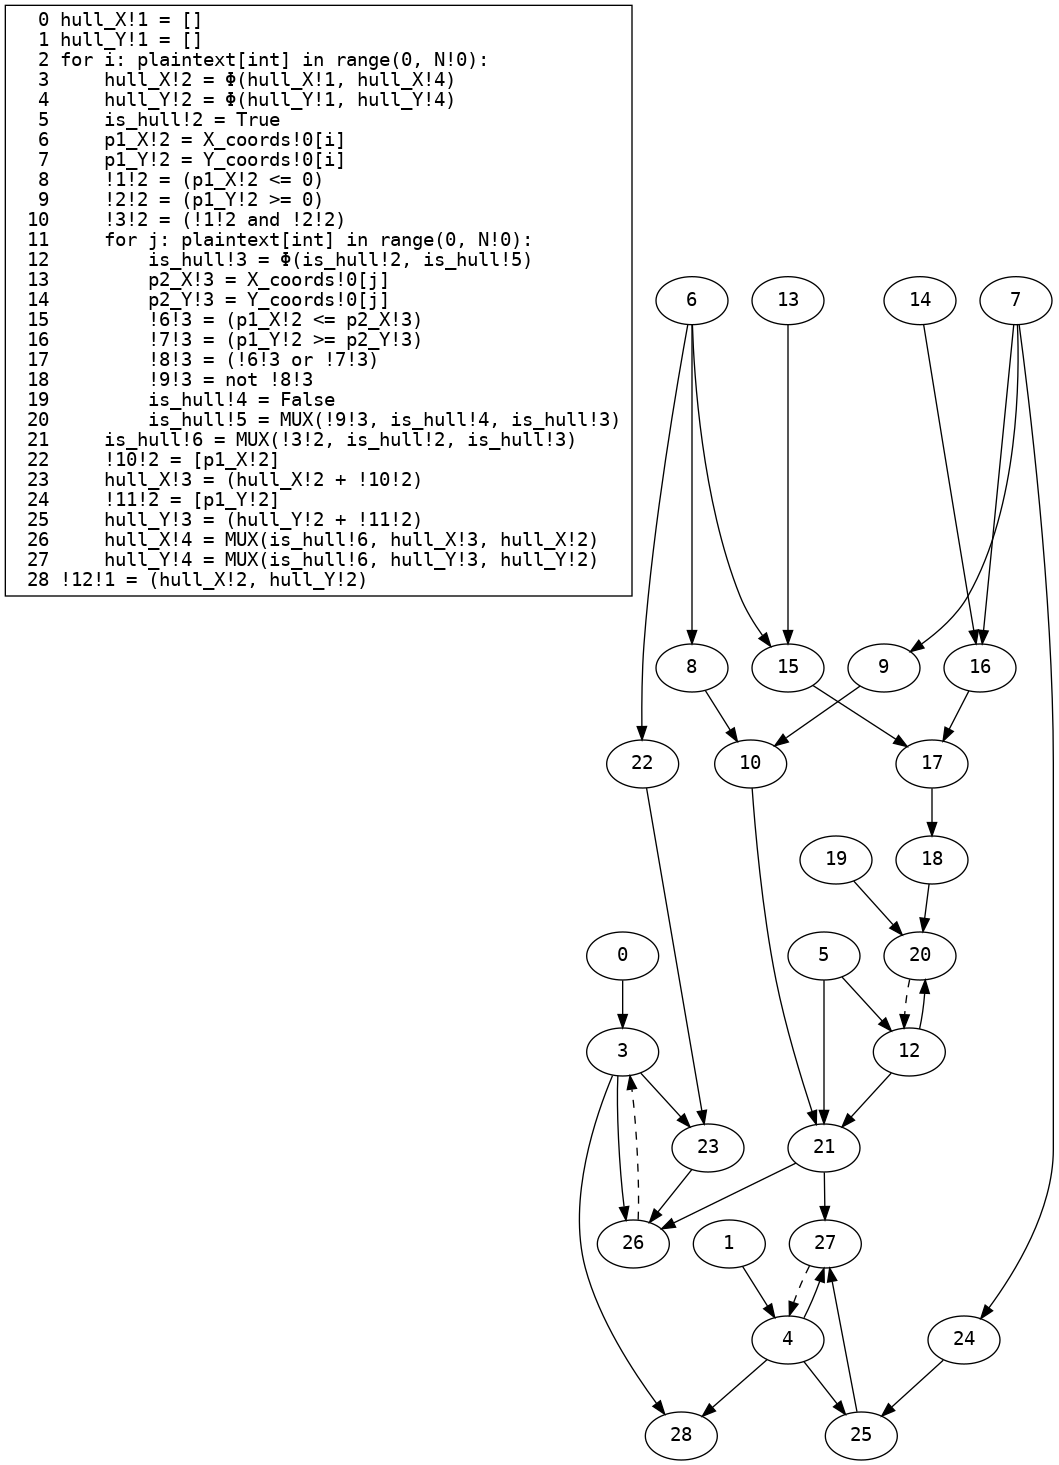 0 hull_X!1 = []
1 hull_Y!1 = []
2 for i: plaintext[int] in range(0, N!0):
3     hull_X!2 = Φ(hull_X!1, hull_X!4)
4     hull_Y!2 = Φ(hull_Y!1, hull_Y!4)
5     is_hull!2 = True
6     p1_X!2 = X_coords!0[i]
7     p1_Y!2 = Y_coords!0[i]
8     !1!2 = (p1_X!2 <= 0)
9     !2!2 = (p1_Y!2 >= 0)
10     !3!2 = (!1!2 and !2!2)
11     for j: plaintext[int] in range(0, N!0):
12         is_hull!3 = Φ(is_hull!2, is_hull!5)
13         p2_X!3 = X_coords!0[j]
14         p2_Y!3 = Y_coords!0[j]
15         !6!3 = (p1_X!2 <= p2_X!3)
16         !7!3 = (p1_Y!2 >= p2_Y!3)
17         !8!3 = (!6!3 or !7!3)
18         !9!3 = not !8!3
19         is_hull!4 = False
20         is_hull!5 = MUX(!9!3, is_hull!4, is_hull!3)
21     is_hull!6 = MUX(!3!2, is_hull!2, is_hull!3)
22     !10!2 = [p1_X!2]
23     hull_X!3 = (hull_X!2 + !10!2)
24     !11!2 = [p1_Y!2]
25     hull_Y!3 = (hull_Y!2 + !11!2)
26     hull_X!4 = MUX(is_hull!6, hull_X!3, hull_X!2)
27     hull_Y!4 = MUX(is_hull!6, hull_Y!3, hull_Y!2)
28 !12!1 = (hull_X!2, hull_Y!2)
6 13 14 7
8 15 9 16
22 10 17
19 18
0 5 20
3 12
23 21
26 1 27
4 24
28 25